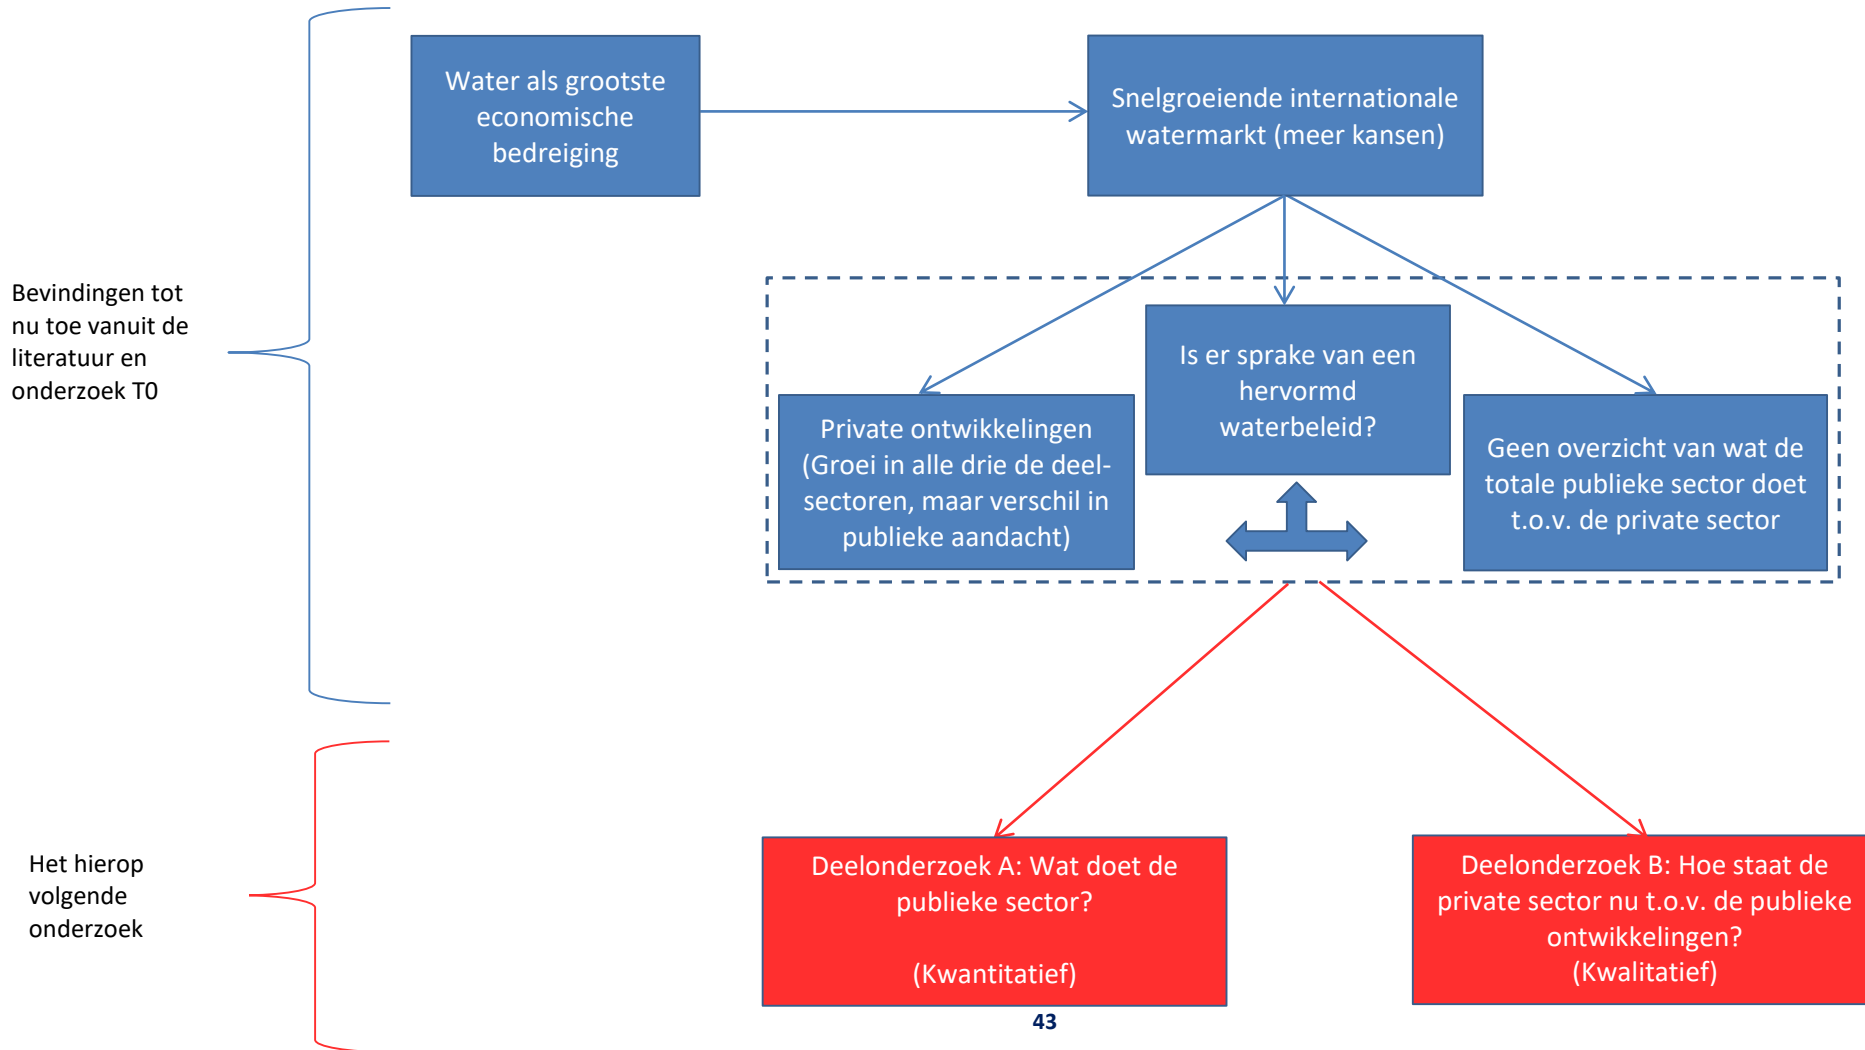 Water als grootste
economische
bedreiging
Snelgroeiende internationale
watermarkt (meer kansen)
Bevindingen tot
nu toe vanuit de
literatuur en
onderzoek T0
Private ontwikkelingen
(Groei in alle drie de deel-
sectoren, maar verschil in
publieke aandacht)
Is er sprake van een
hervormd
waterbeleid?
Geen overzicht van wat de
totale publieke sector doet
t.o.v. de private sector
Het hierop
volgende
onderzoek
Deelonderzoek A: Wat doet de
publieke sector?
(Kwantitatief)
Deelonderzoek B: Hoe staat de
private sector nu t.o.v. de publieke
ontwikkelingen?
(Kwalitatief)
43